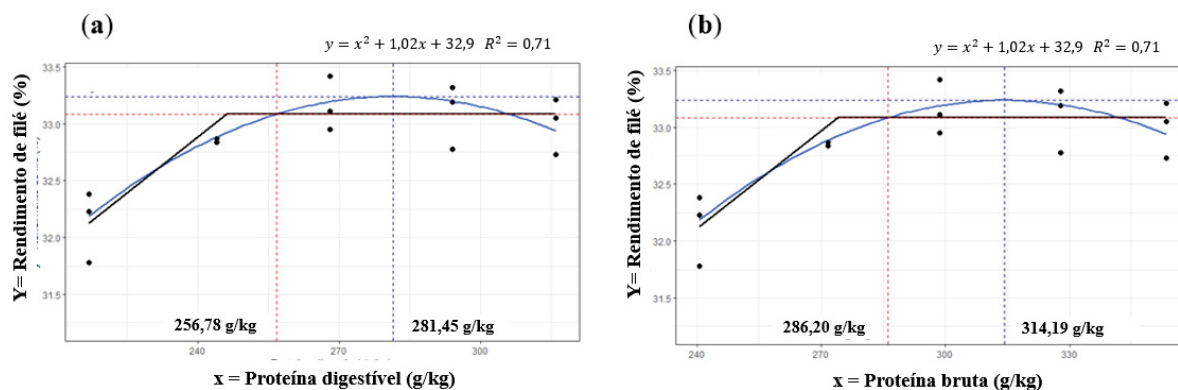 (a)
y = x² + 1,02x + 32,9 R² = 0,71
Y= Rendimento de filé (%)
33.5
33.0
32.5
32.0
31.5
256,78 g/kg
281,45 g/kg
240
270
300
x = Proteína digestível (g/kg)
(b)
y = x² + 1,02x + 32,9 R² = 0,71
Y= Rendimento de filé (%)
33.5
33.0
32.5
32.0
31.5
286,20 g/kg
314,19 g/kg
240
270
300
330
x = Proteína bruta (g/kg)